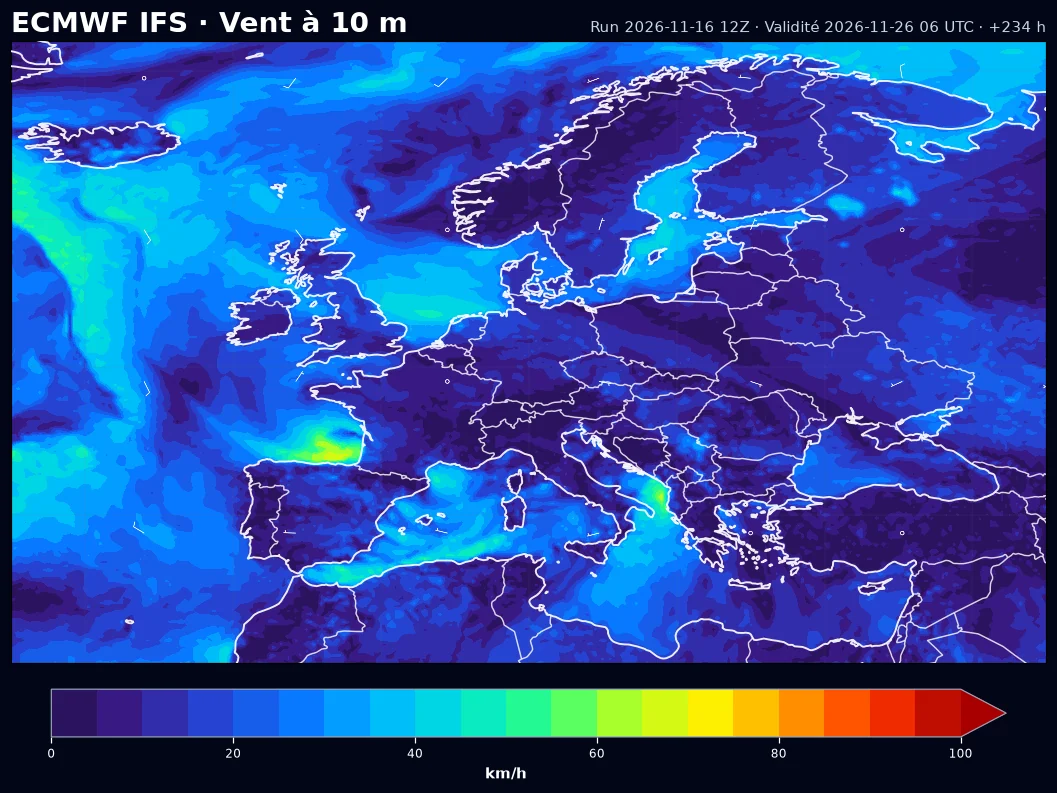 ECMWF IFS · Vent à 10 m
Run 2026-11-16 12Z · Validité 2026-11-26 06 UTC · +234 h
0 20 40 60 80 100
km/h